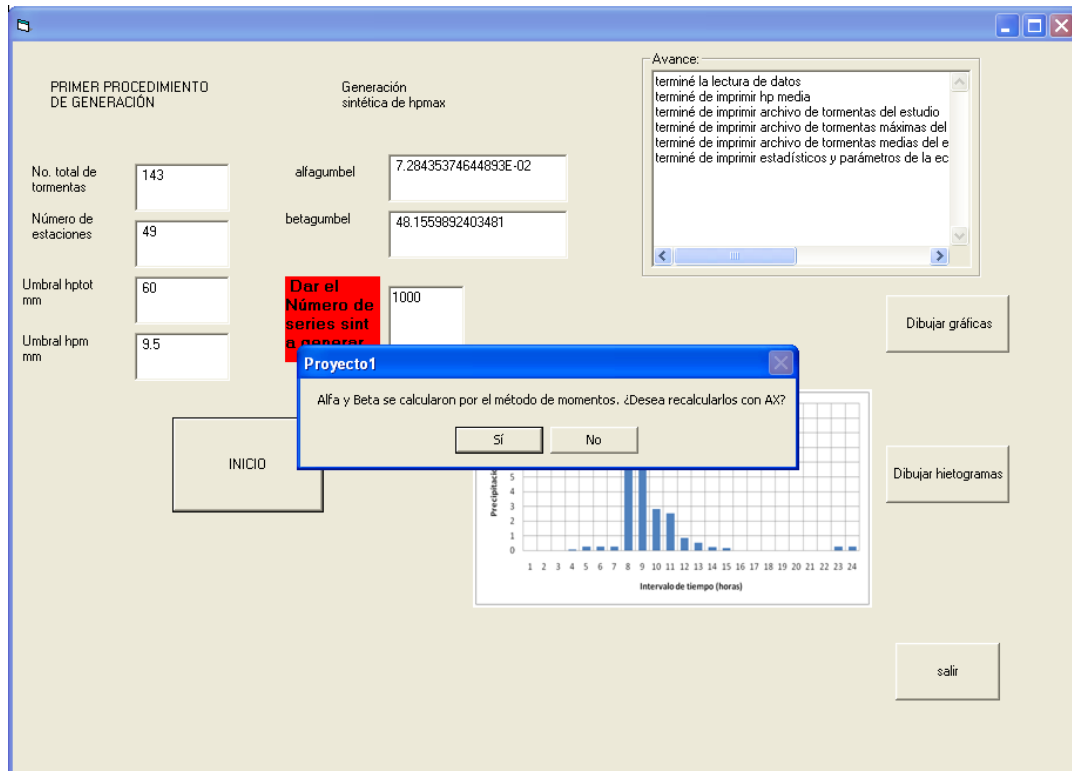 PRIMER PROCEDIMIENTO
DE GENERACIÓN
Generación
sintética de hpmax
Avance:
terminé la lectura de datos
terminé de imprimir hp media
terminé de imprimir archivo de tormentas del estudio
terminé de imprimir archivo de tormentas máximas del
terminé de imprimir archivo de tormentas medias del e
terminé de imprimir estadísticos y parámetros de la ec
No. total de
tormentas
143
alfagumbel
7.28435374644893E-02
Número de
estaciones
49
betagumbel
48.1559892403481
Umbral hptot
mm
60
Dar el
Número de
series sint
a generar
1000
Umbral hpm
mm
9.5
Dibujar gráficas
Proyecto1
Alfa y Beta se calcularon por el método de momentos. ¿Desea recalcularlos con AX?
Sí
No
INICIO
Dibujar hietogramas
Precipitació
5
4
3
2
1
0
1 2 3 4 5 6 7 8 9 10 11 12 13 14 15 16 17 18 19 20 21 22 23 24
Intervalo de tiempo (horas)
salir